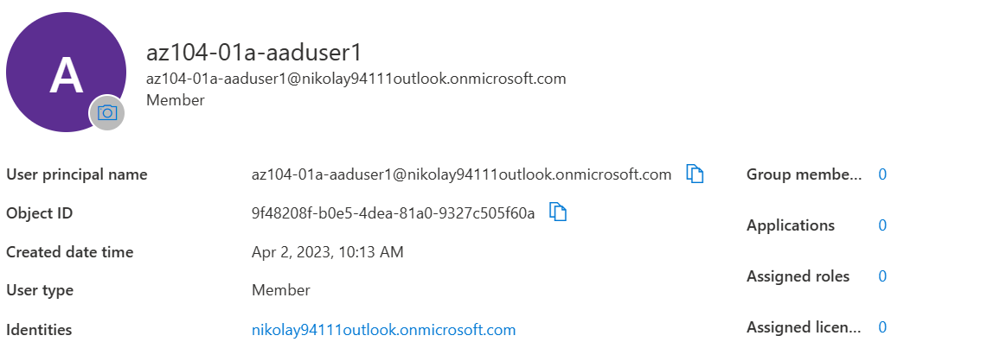 A
az104-01a-aaduser1
az104-01a-aaduser1@nikolay94111outlook.onmicrosoft.com
Member
User principal name az104-01a-aaduser1@nikolay94111outlook.onmicrosoft.com Group membe... 0
Object ID 9f48208f-b0e5-4dea-81a0-9327c505f60a
Applications 0
Created date time Apr 2, 2023, 10:13 AM
Assigned roles 0
User type Member
Identities nikolay94111outlook.onmicrosoft.com Assigned licen... 0